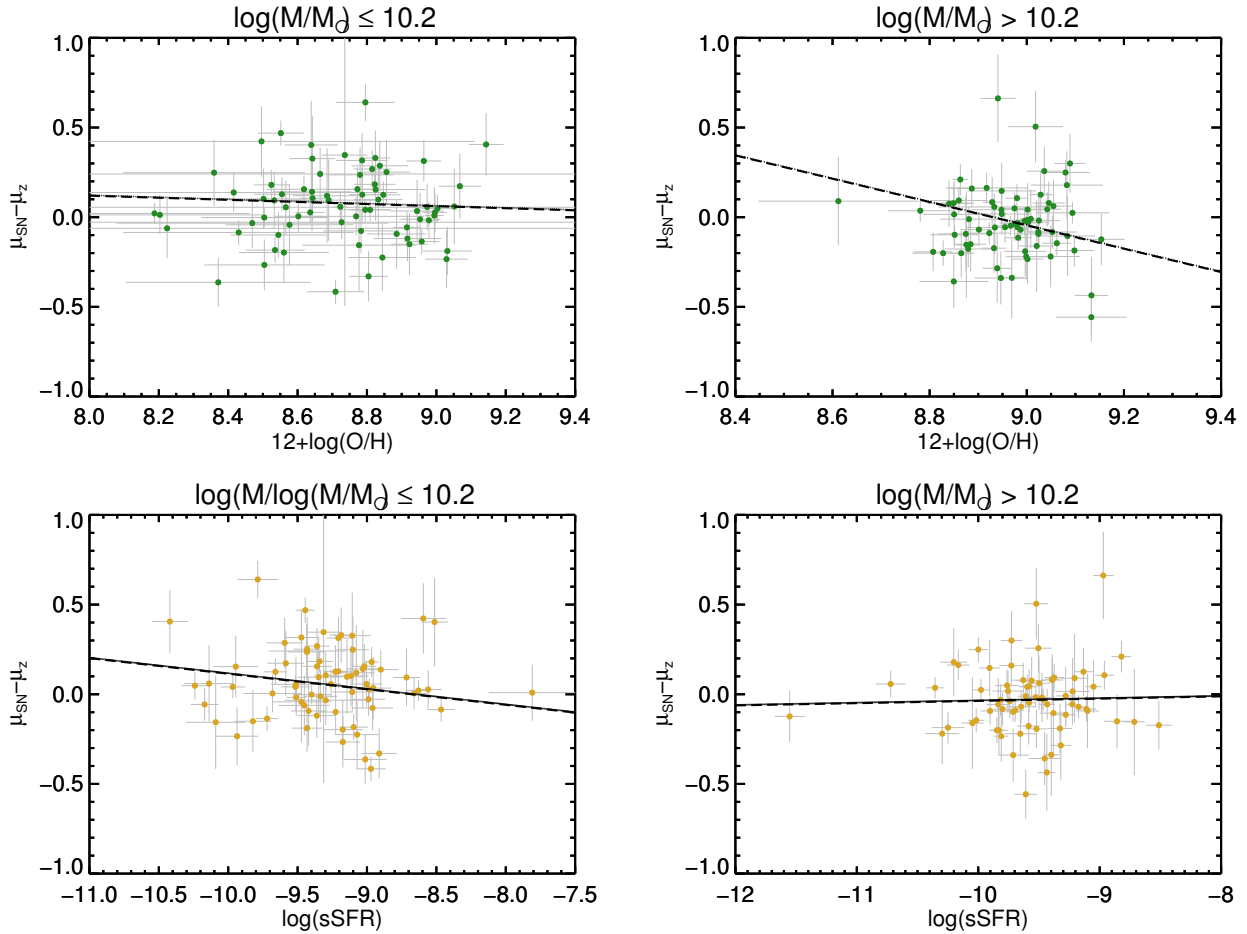 log(M/M⊙) ≤ 10.2
1.0
0.5
0.0
−0.5
−1.0
μSN−μz
8.0 8.2 8.4 8.6 8.8 9.0 9.2 9.4
12+log(O/H)
log(M/M⊙) > 10.2
1.0
0.5
0.0
−0.5
−1.0
μSN−μz
8.4 8.6 8.8 9.0 9.2 9.4
12+log(O/H)
log(M/log(M/M⊙) ≤ 10.2
1.0
0.5
0.0
−0.5
−1.0
μSN−μz
−11.0 −10.5 −10.0 −9.5 −9.0 −8.5 −8.0 −7.5
log(sSFR)
log(M/M⊙) > 10.2
1.0
0.5
0.0
−0.5
−1.0
μSN−μz
−12 −11 −10 −9 −8
log(sSFR)